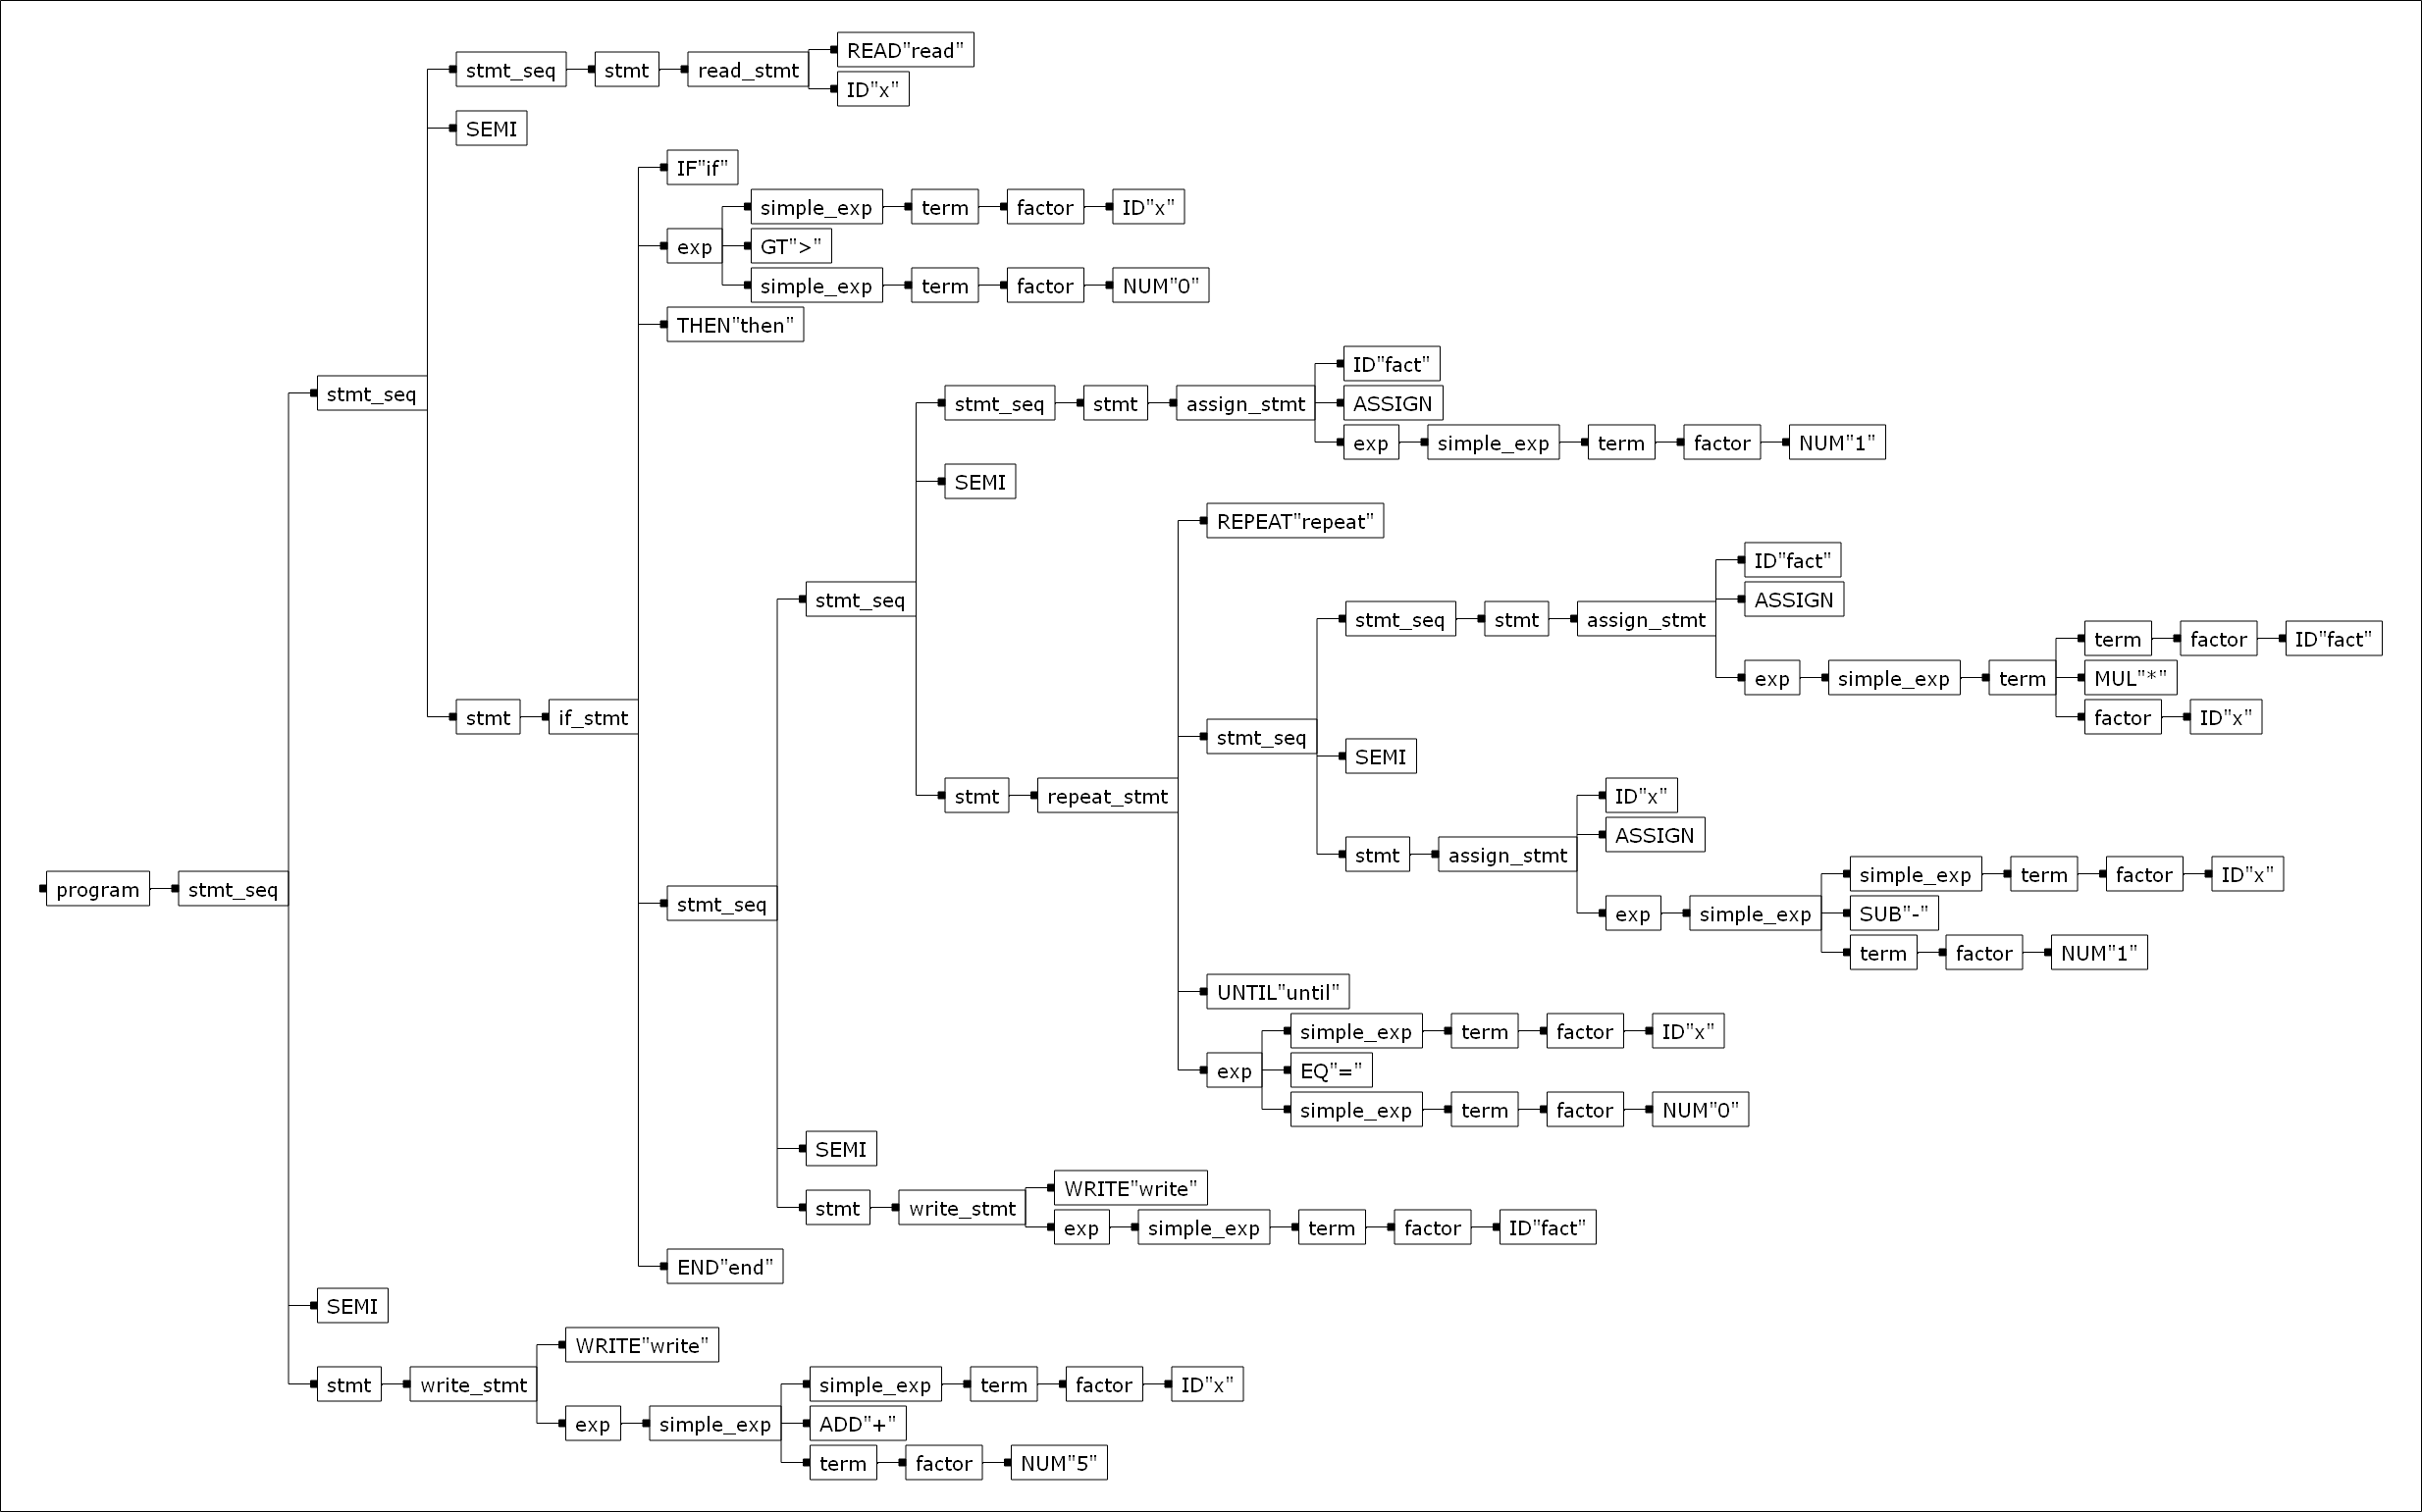 stmt_seq stmt read_stmt READ"read"
ID"x"
SEMI
IF"if"
simple_exp term factor ID"x"
exp GT">"
simple_exp term factor NUM"0"
THEN"then"
ID"fact"
stmt_seq
stmt_seq stmt assign_stmt ASSIGN
exp simple_exp term factor NUM"1"
SEMI
REPEAT"repeat"
ID"fact"
stmt_seq ASSIGN
stmt_seq stmt assign_stmt
term factor ID"fact"
exp simple_exp term MUL"*"
stmt if_stmt factor ID"x"
stmt_seq
SEMI
stmt repeat_stmt ID"x"
ASSIGN
stmt assign_stmt
simple_exp term factor ID"x"
program stmt_seq
stmt_seq exp simple_exp SUB"-"
term factor NUM"1"
UNTIL"until"
simple_exp term factor ID"x"
exp EQ"="
simple_exp term factor NUM"0"
SEMI
WRITE"write"
stmt write_stmt
exp simple_exp term factor ID"fact"
END"end"
SEMI
WRITE"write"
stmt write_stmt simple_exp term factor ID"x"
exp simple_exp ADD"+"
term factor NUM"5"